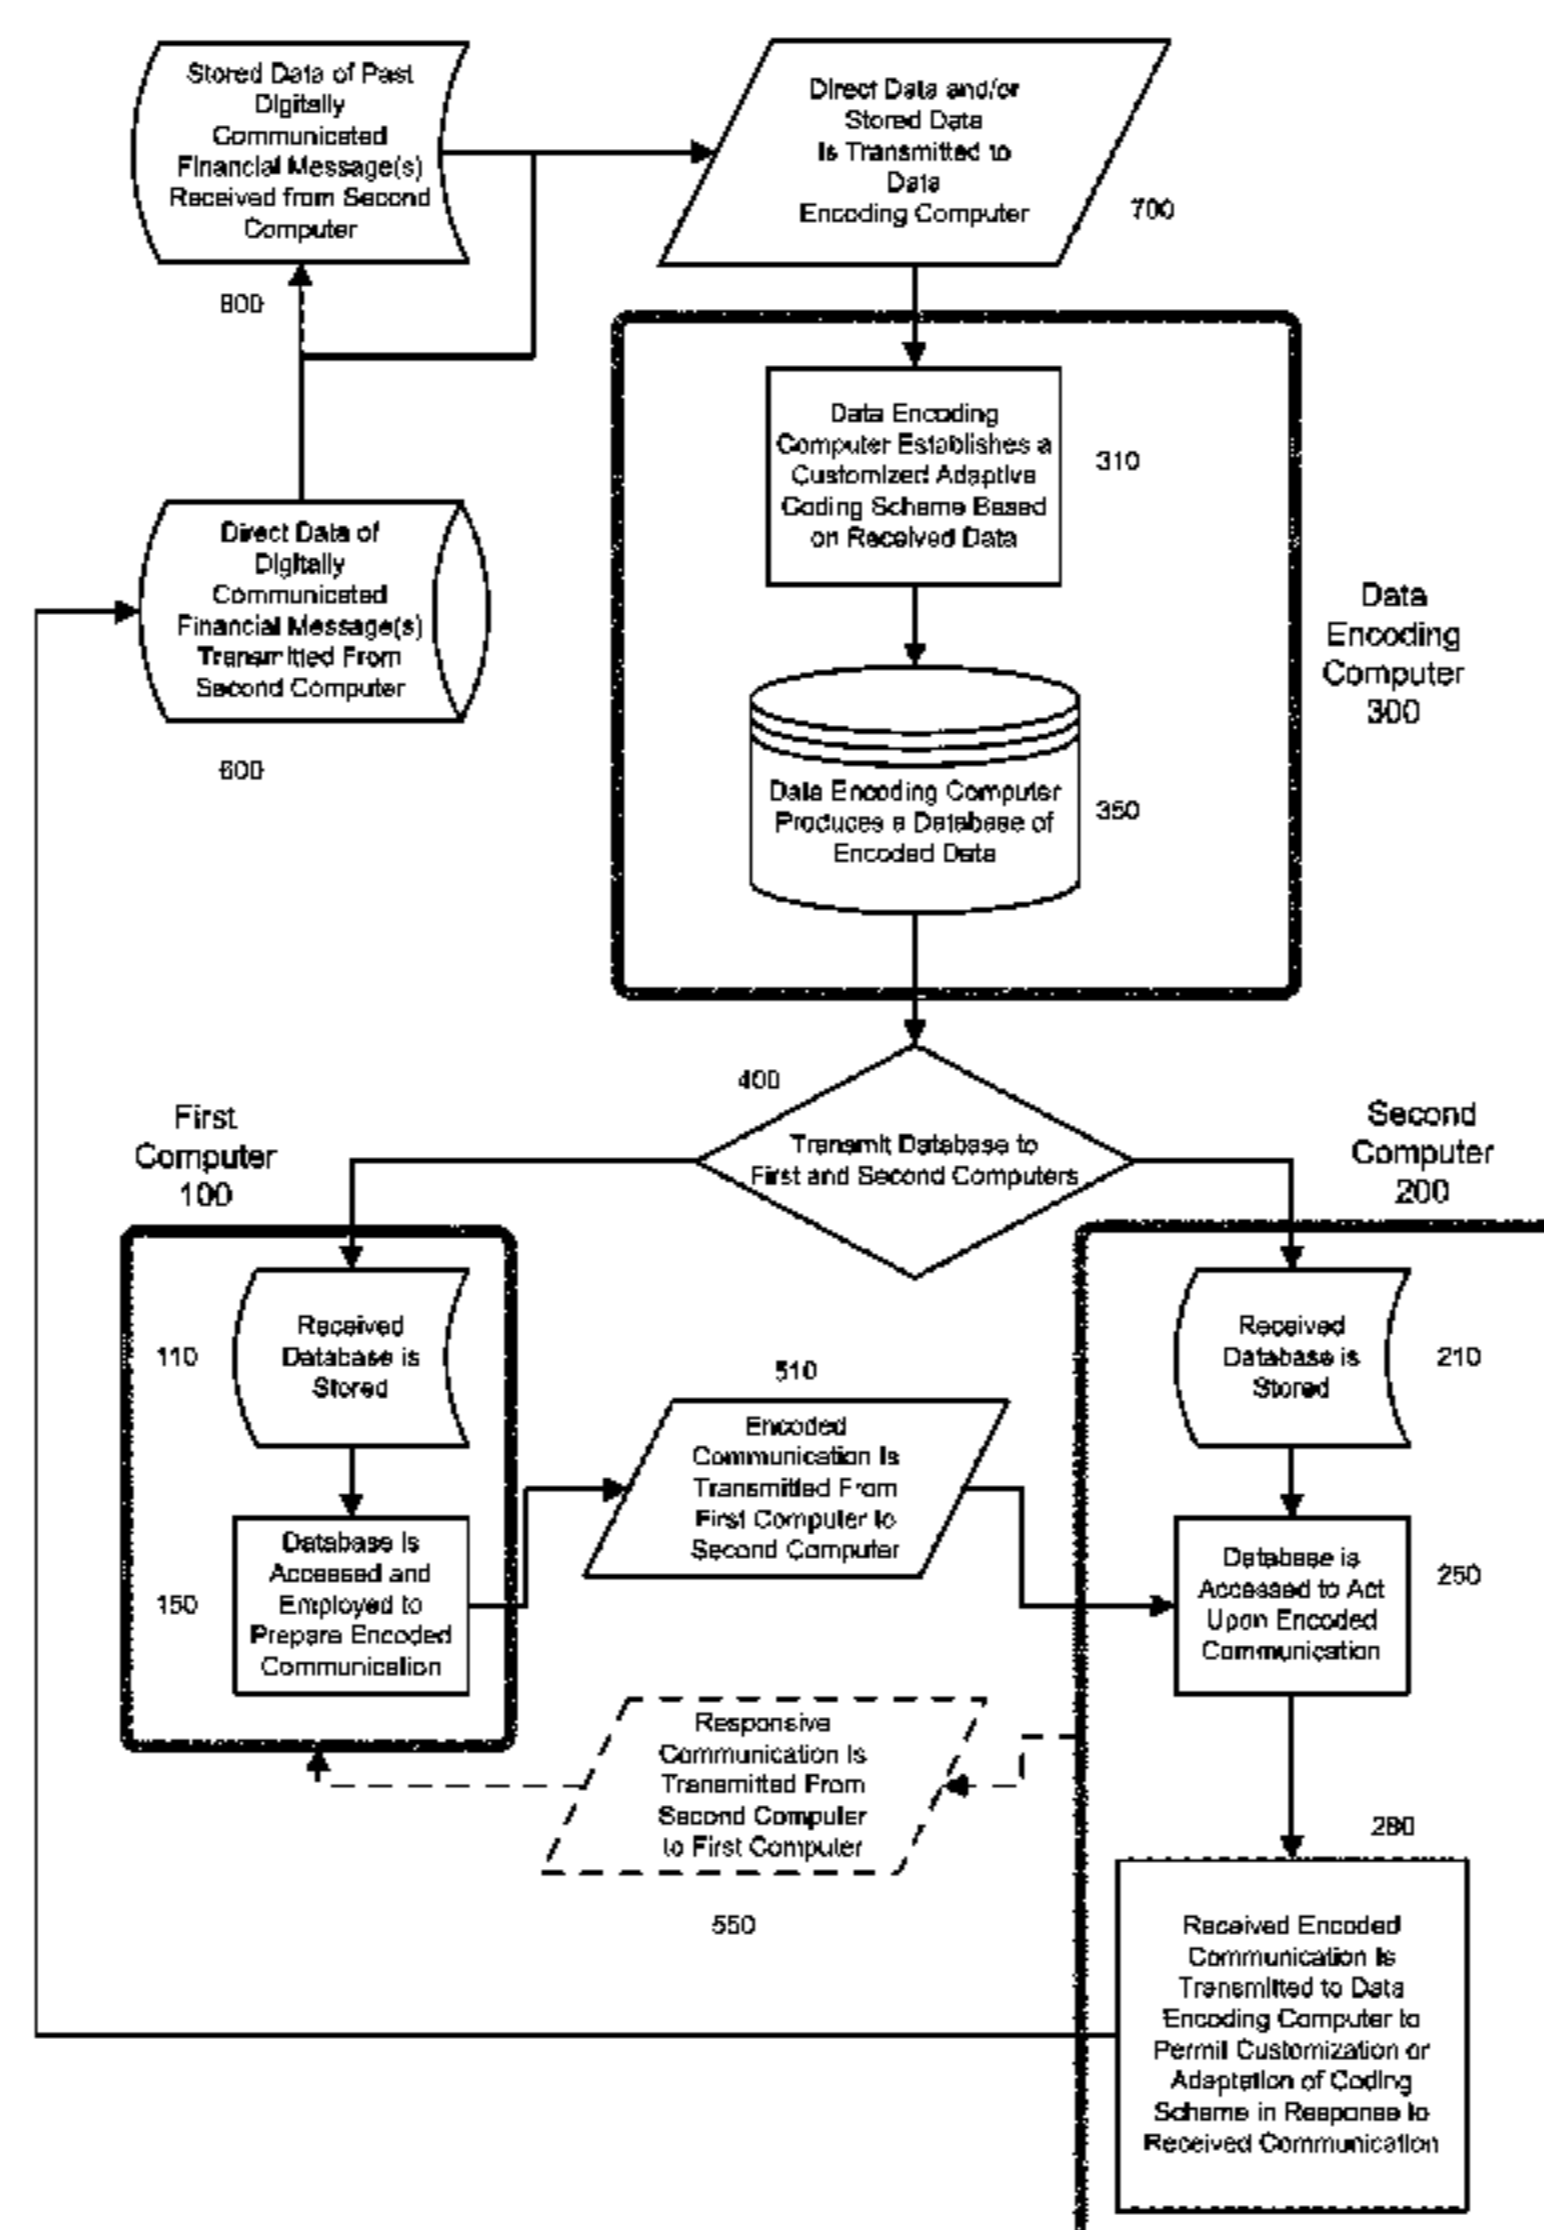 Stored Data of Past
Digitally
Communicated
Financial Message(s)
Received from Second
Computer
800
Direct Data and/or
Stored Data
Is Transmitted to
Data
Encoding Computer
700
Data Encoding
Computer Establishes a
Customized Adaptive
Coding Scheme Based
on Received Data
310
Direct Data of
Digitally
Communicated
Financial Message(s)
Transmitted From
Second Computer
600
Data
Encoding
Computer
300
Data Encoding Computer
Produces a Database of
Encoded Data
350
400
Transmit Database to
First and Second Computers
First
Computer
100
Second
Computer
200
110
Received
Database is
Stored
Received
Database is
Stored
210
510
Encoded
Communication Is
Transmitted From
First Computer to
Second Computer
150
Database Is
Accessed and
Employed to
Prepare Encoded
Communication
Database is
Accessed to Act
Upon Encoded
Communication
250
Responsive
Communication Is
Transmitted From
Second Computer
to First Computer
550
280
Received Encoded
Communication Is
Transmitted to Data
Encoding Computer to
Permit Customization or
Adaptation of Coding
Scheme in Response to
Received Communication